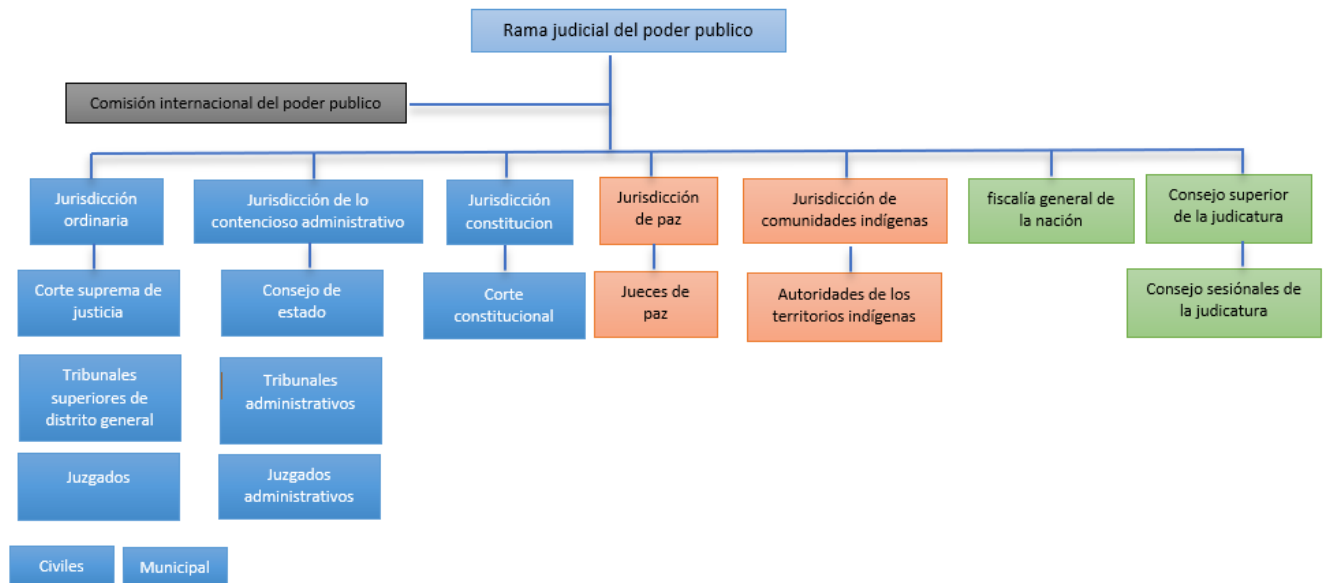 Rama judicial del poder publico
Comisión internacional del poder publico
Jurisdicción
ordinaria
Jurisdicción de lo
contencioso administrativo
Jurisdicción
constitucion
Jurisdicción
de paz
Jurisdicción de
comunidades indígenas
fiscalía general de
la nación
Consejo superior
de la judicatura
Corte suprema de
justicia
Consejo de
estado
Corte
constitucional
Jueces de
paz
Autoridades de los
territorios indígenas
Consejo sesiónales de
la judicatura
Tribunales
superiores de
distrito general
Tribunales
administrativos
Juzgados
Juzgados
administrativos
Civiles
Municipal